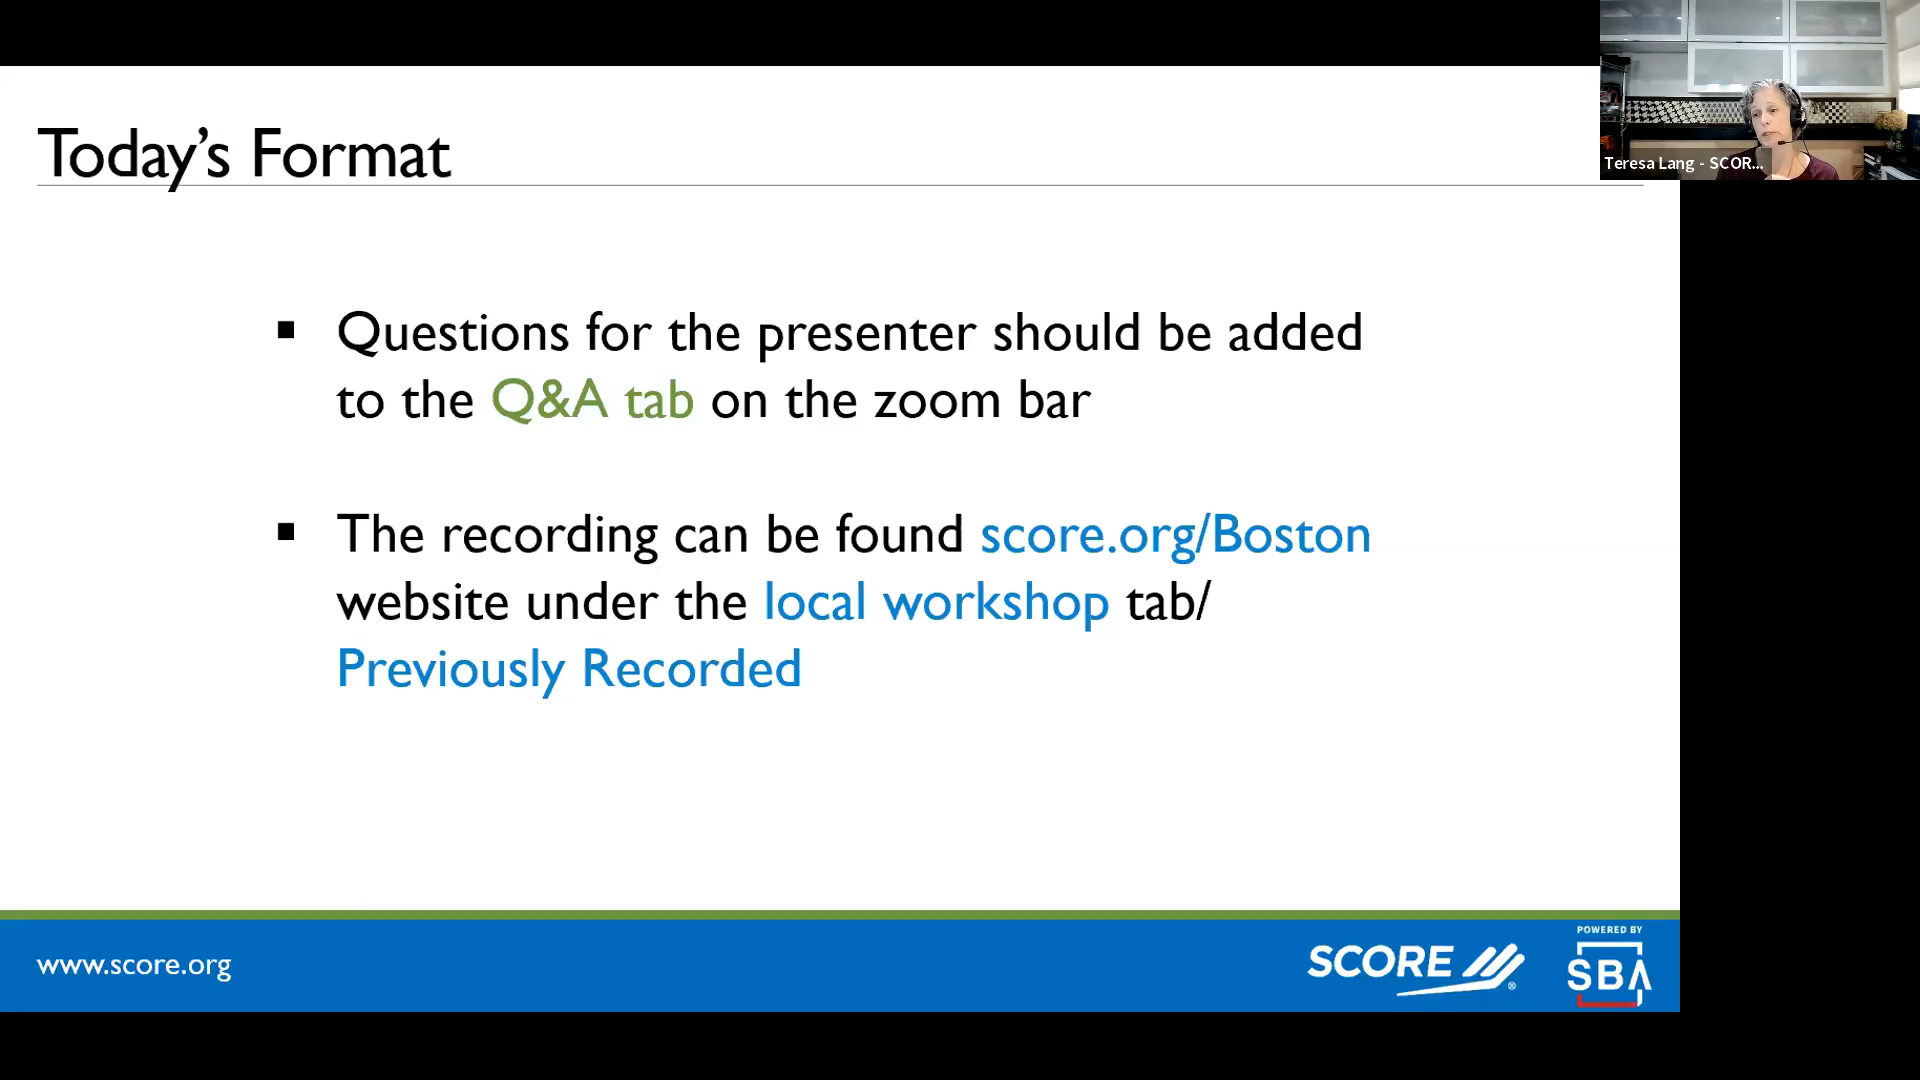 Today's Format
▪ Questions for the presenter should be added
to the Q&A tab on the zoom bar
▪ The recording can be found score.org/Boston
website under the local workshop tab/
Previously Recorded
www.score.org
SCORE
®
POWERED BY
SBA
Teresa Lang - SCOR...